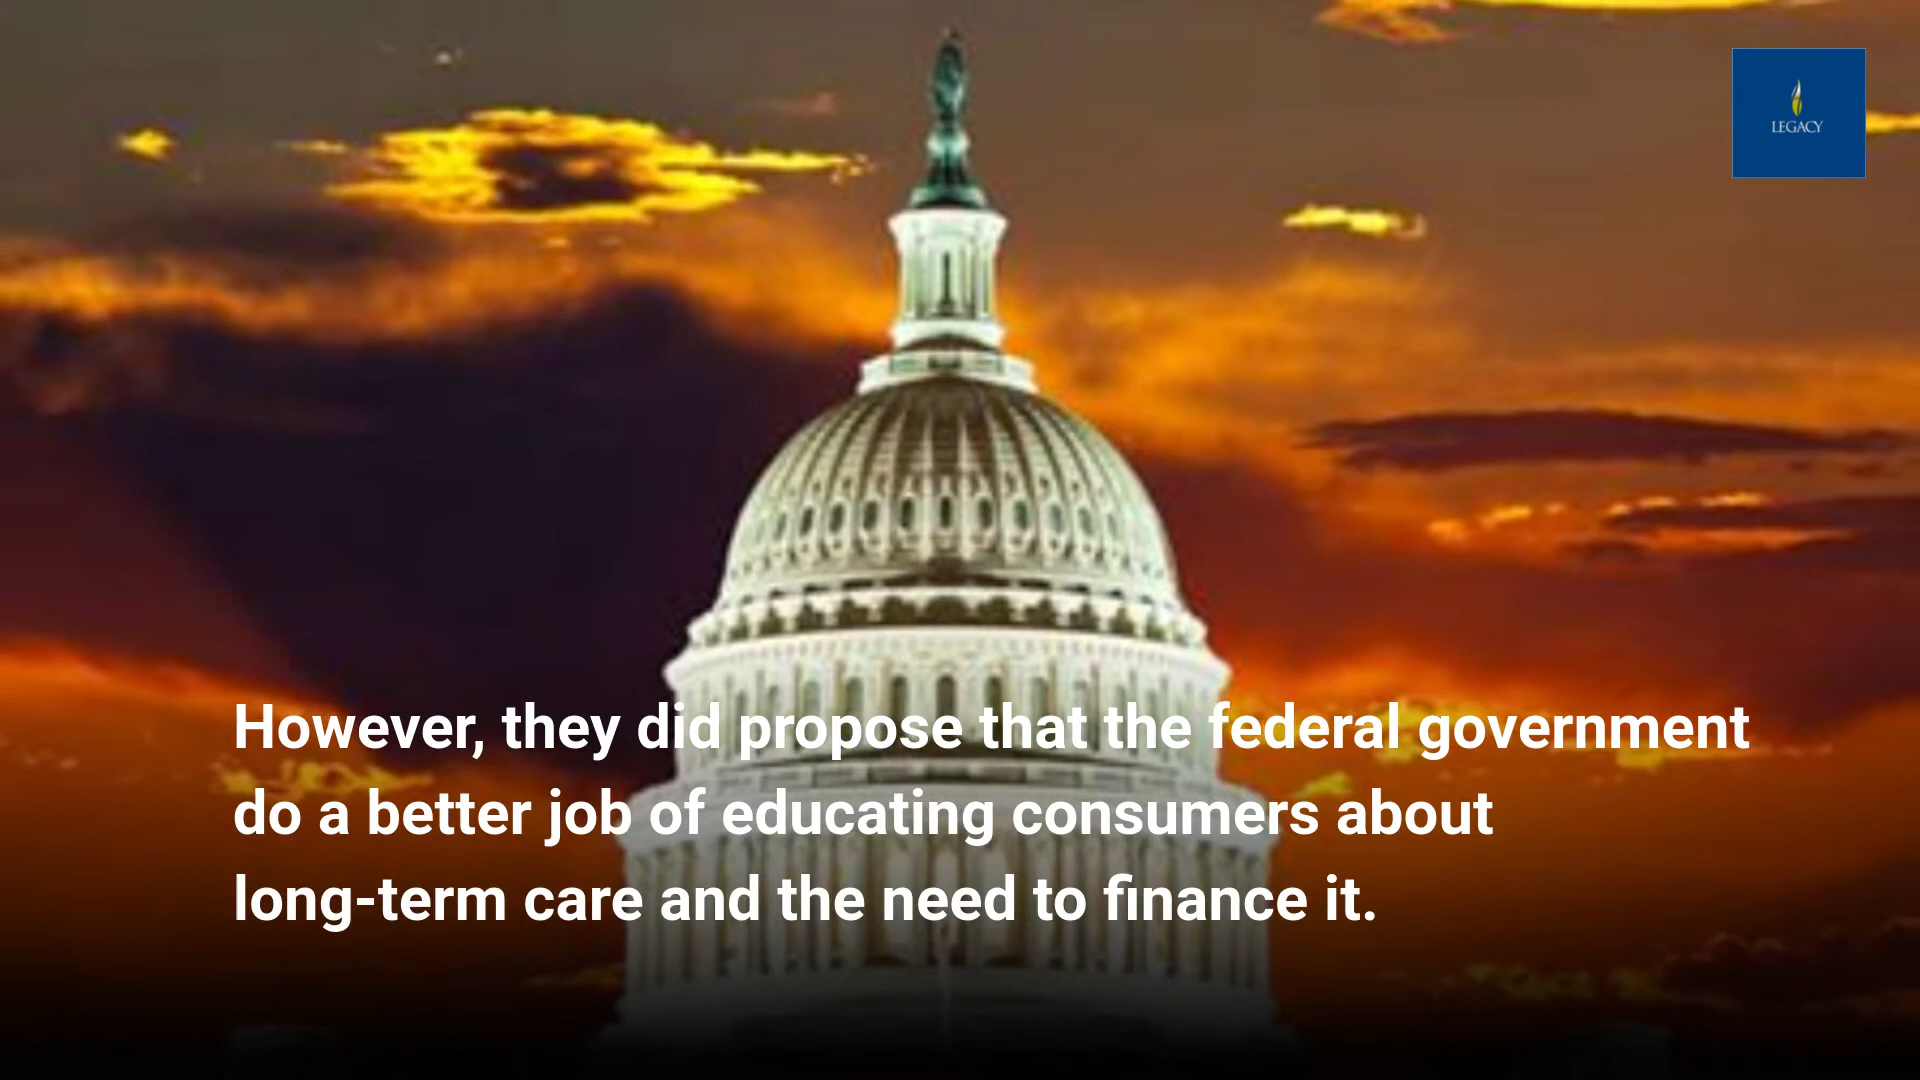 LEGACY
However, they did propose that the federal government
do a better job of educating consumers about
long-term care and the need to finance it.